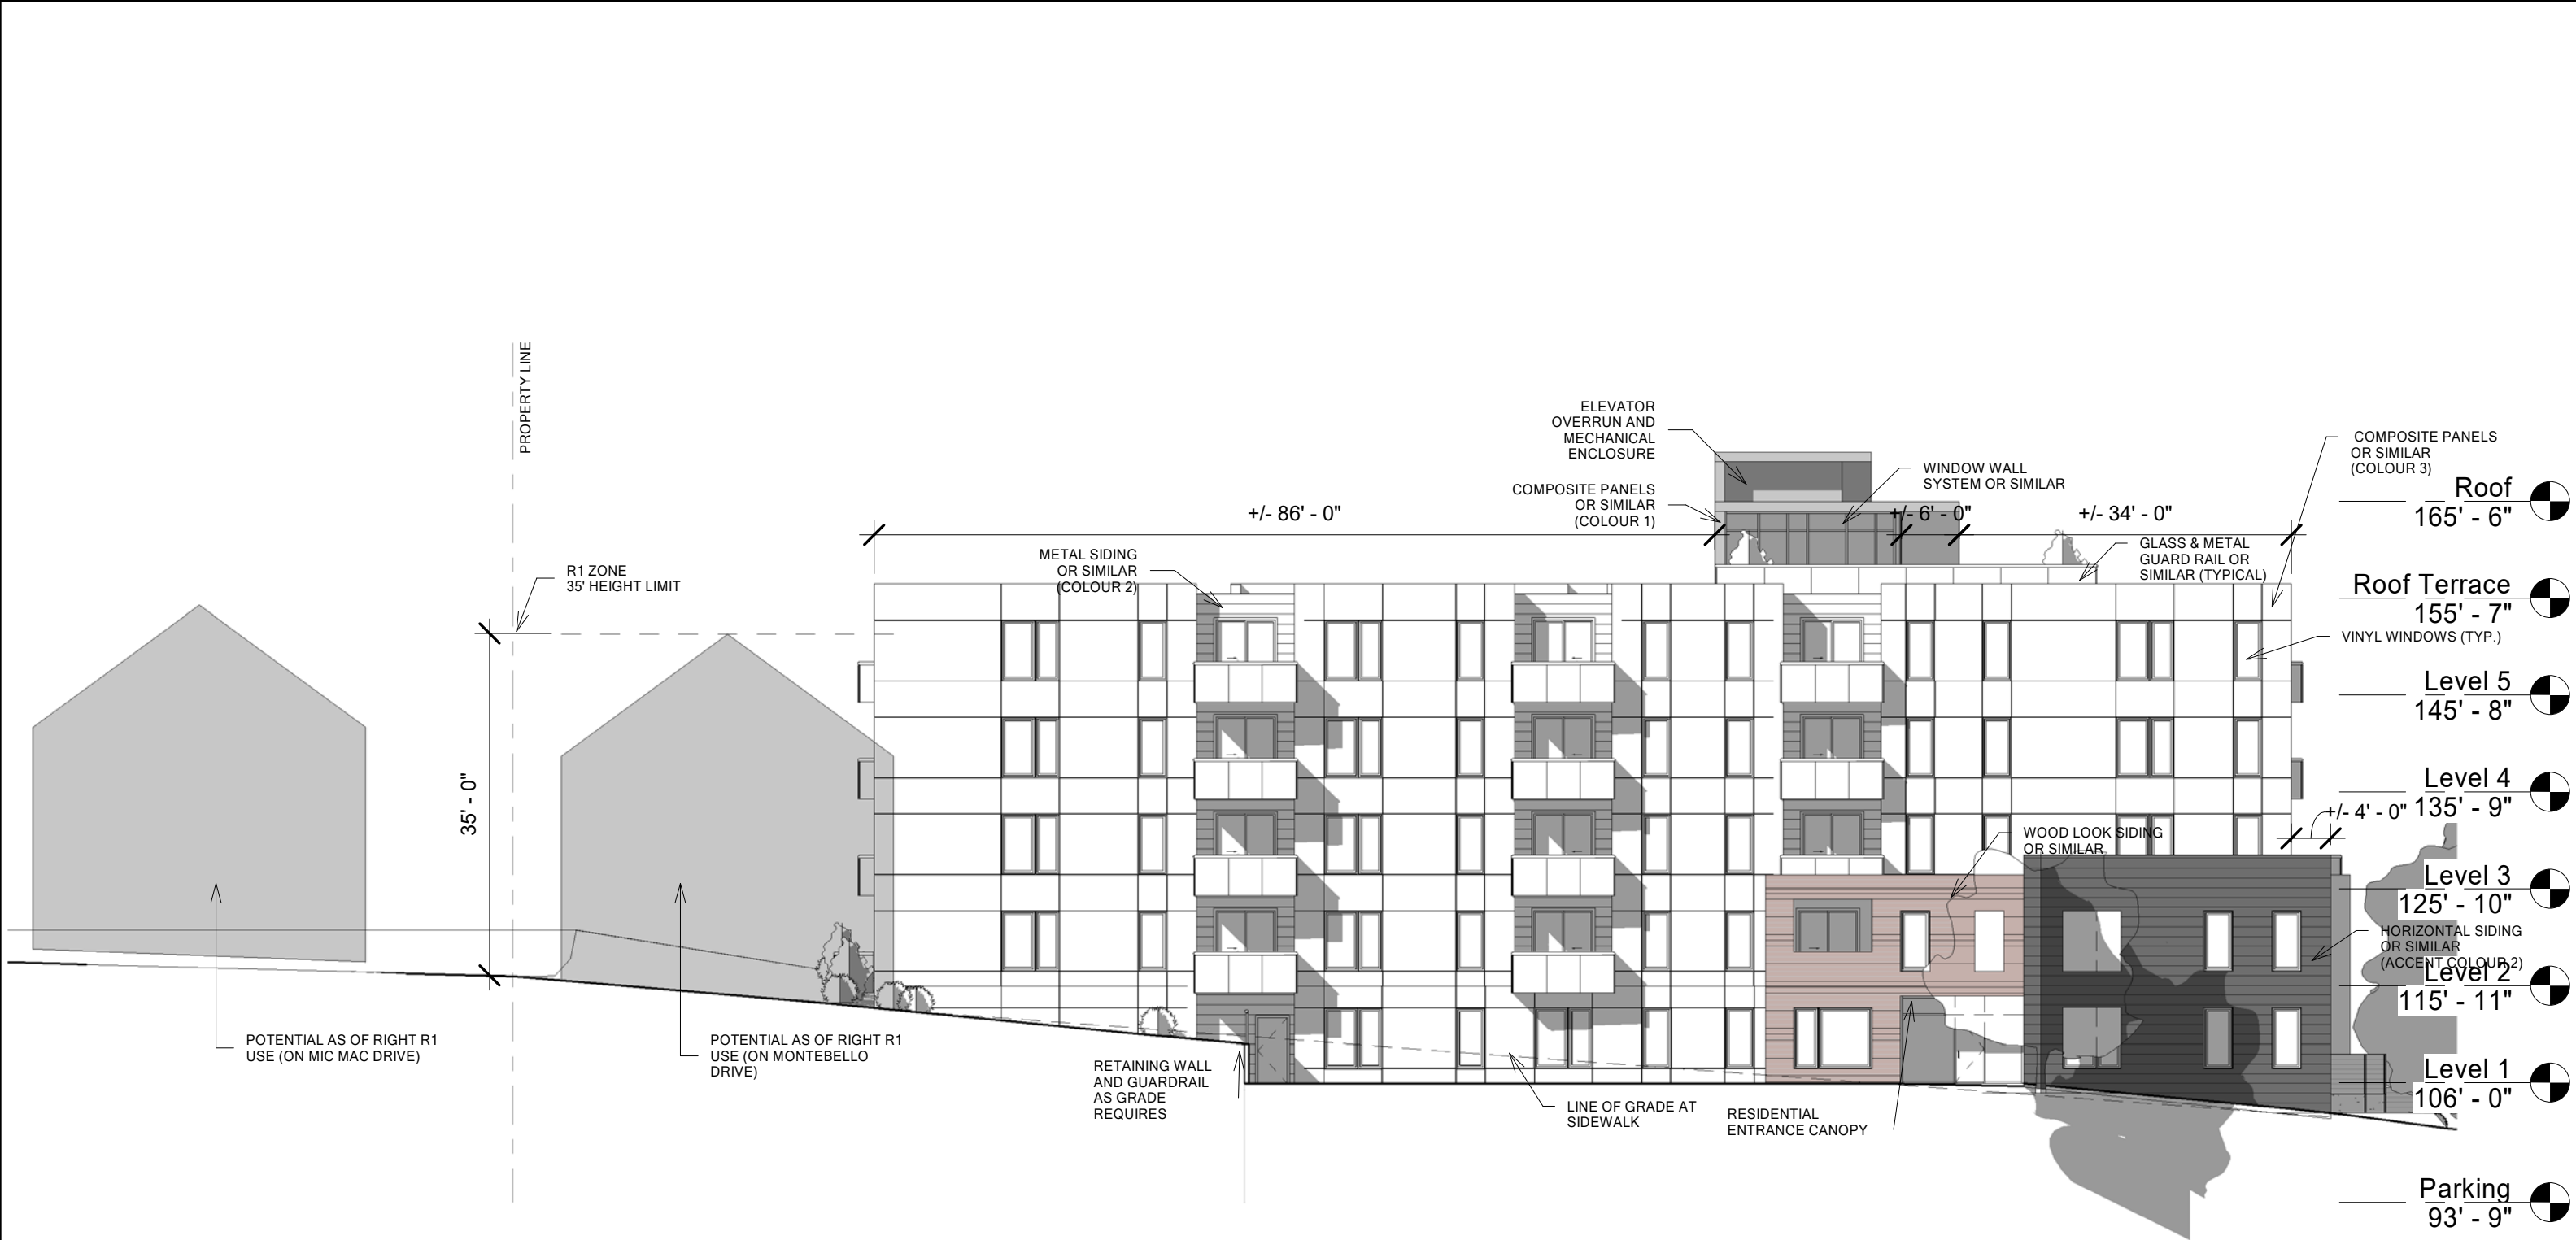 PROPERTY LINE
R1 ZONE
35' HEIGHT LIMIT
35' - 0"
POTENTIAL AS OF RIGHT R1
USE (ON MIC MAC DRIVE)
POTENTIAL AS OF RIGHT R1
USE (ON MONTEBELLO
DRIVE)
+/- 86' - 0"
METAL SIDING
OR SIMILAR
(COLOUR 2)
ELEVATOR
OVERRUN AND
MECHANICAL
ENCLOSURE
COMPOSITE PANELS
OR SIMILAR
(COLOUR 1)
WINDOW WALL
SYSTEM OR SIMILAR
+/- 6' - 0"
+/- 34' - 0"
GLASS & METAL
GUARD RAIL OR
SIMILAR (TYPICAL)
COMPOSITE PANELS
OR SIMILAR
(COLOUR 3)
VINYL WINDOWS (TYP.)
+/- 4' - 0"
WOOD LOOK SIDING
OR SIMILAR
HORIZONTAL SIDING
OR SIMILAR
(ACCENT COLOUR 2)
RETAINING WALL
AND GUARDRAIL
AS GRADE
REQUIRES
LINE OF GRADE AT
SIDEWALK
RESIDENTIAL
ENTRANCE CANOPY
Roof
165' - 6"
Roof Terrace
155' - 7"
Level 5
145' - 8"
Level 4
135' - 9"
Level 3
125' - 10"
Level 2
115' - 11"
Level 1
106' - 0"
Parking
93' - 9"